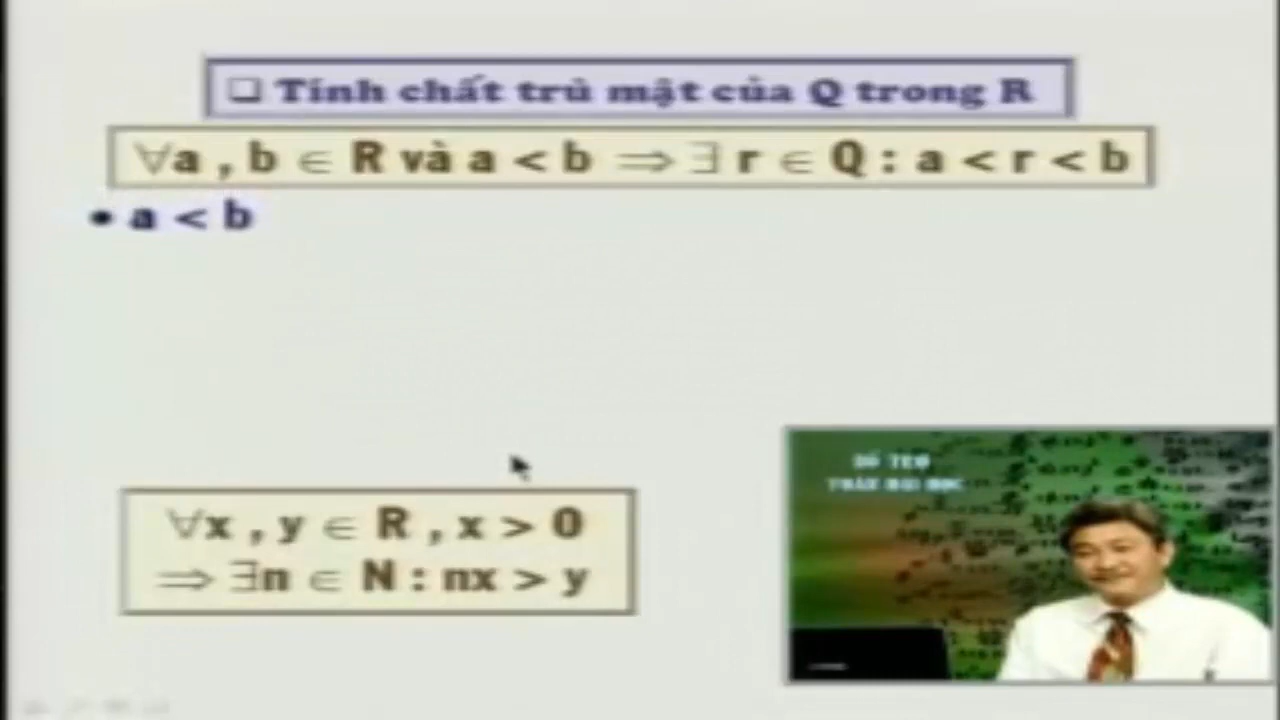 ❑ Tính chất trù mật của Q trong R
∀a , b ∈ R và a < b ⇒ ∃ r ∈ Q : a < r < b
• a < b
∀x , y ∈ R , x > 0
⇒ ∃n ∈ N : nx > y